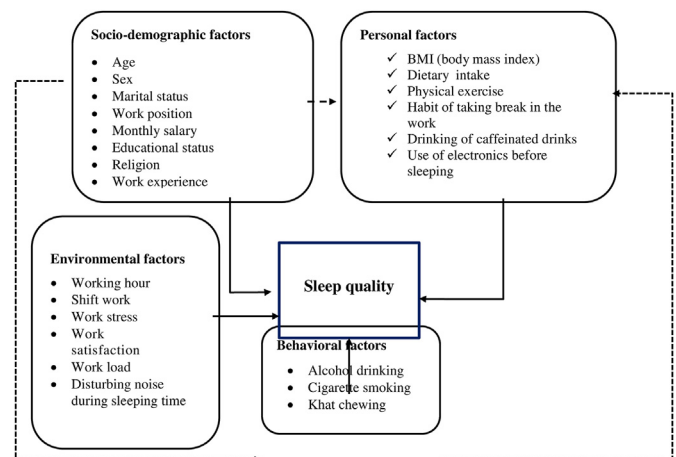 Socio-demographic factors
• Age
• Sex
• Marital status
• Work position
• Monthly salary
• Educational status
• Religion
• Work experience
Personal factors
✓ BMI (body mass index)
✓ Dietary intake
✓ Physical exercise
✓ Habit of taking break in the
work
✓ Drinking of caffeinated drinks
✓ Use of electronics before
sleeping
Environmental factors
• Working hour
• Shift work
• Work stress
• Work
satisfaction
• Work load
• Disturbing noise
during sleeping time
Sleep quality
Behavioral factors
• Alcohol drinking
• Cigarette smoking
• Khat chewing